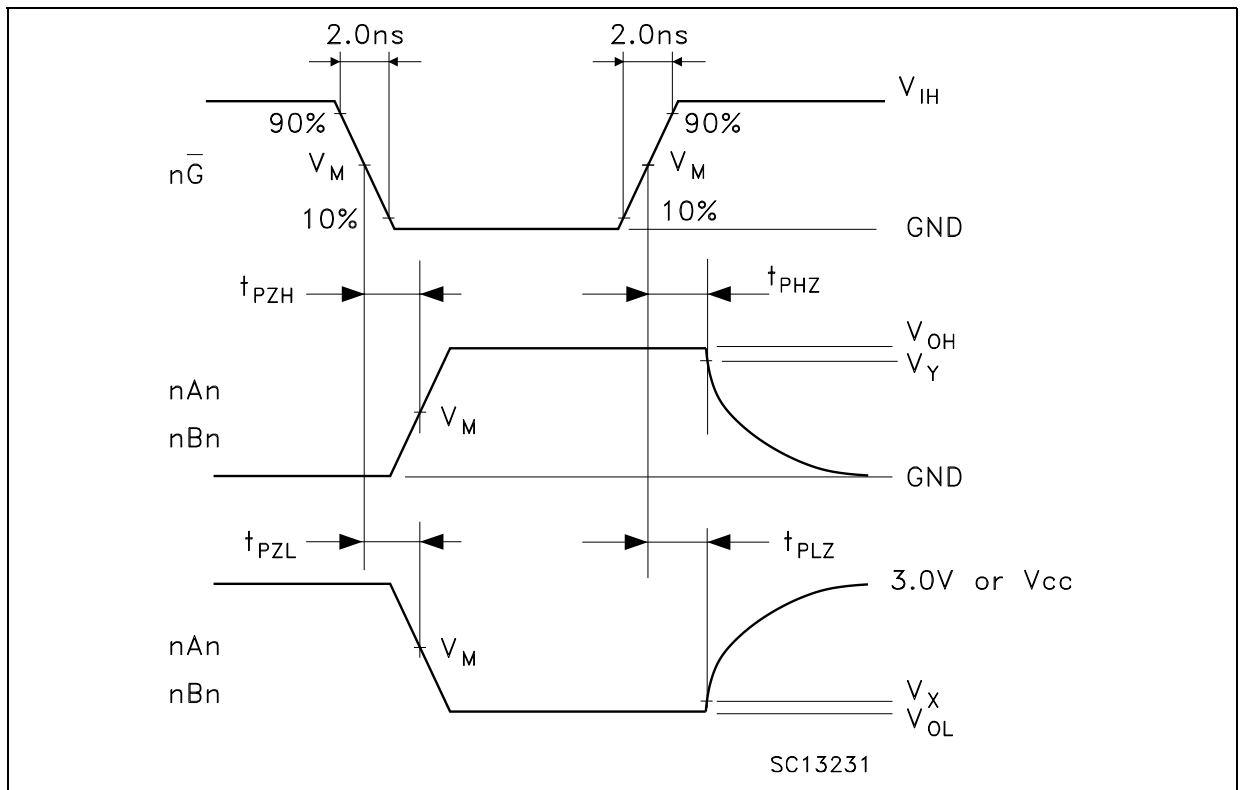 2.0ns 2.0ns
V_IH
90% 90%
nG̅ V_M V_M
10% 10%
GND
t_PZH t_PHZ
V_OH
V_Y
nAn
V_M
nBn
GND
t_PZL t_PLZ
3.0V or Vcc
nAn V_M
nBn V_X
V_OL
SC13231